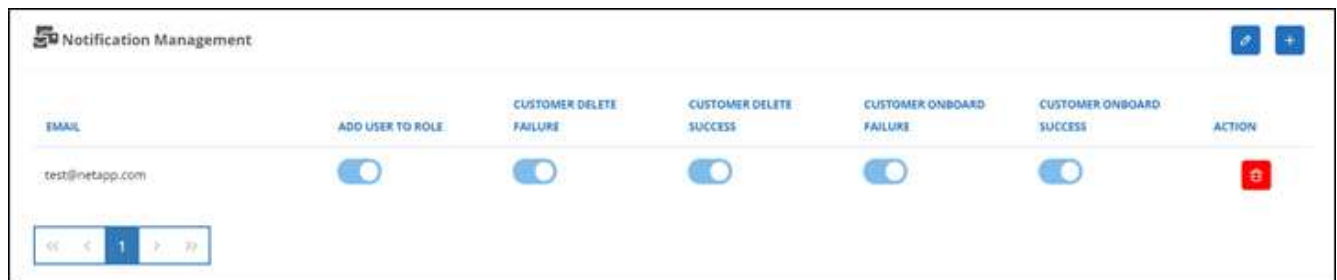 Notification Management
CUSTOMER DELETE CUSTOMER DELETE CUSTOMER ONBOARD CUSTOMER ONBOARD
EMAIL ADD USER TO ROLE FAILURE SUCCESS FAILURE SUCCESS ACTION
test@netapp.com
<< < 1 > >>